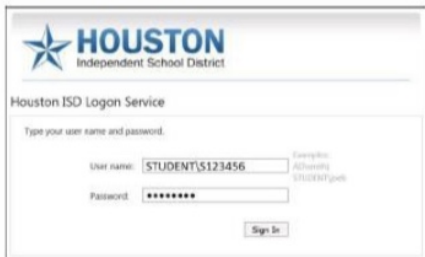 HOUSTON
Independent School District
Houston ISD Logon Service
Type your user name and password.
User name: STUDENT\S123456
Examples:
Password: ••••••••
Sign In